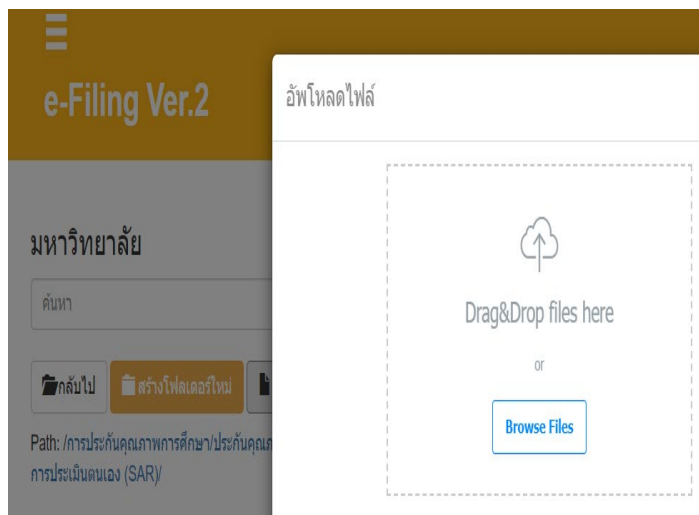 e-Filing Ver.2
อัพโหลดไฟล์
มหาวิทยาลัย
ค้นหา
กลับไป
สร้างโฟลเดอร์ใหม่
Path: /การประกันคุณภาพการศึกษา/ประกันคุณภ
การประเมินตนเอง (SAR)/
Drag&Drop files here
or
Browse Files